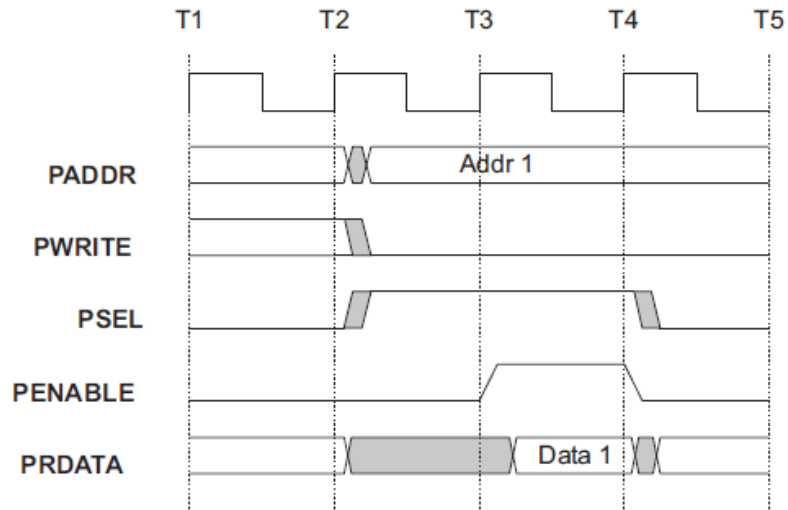 T1 T2 T3 T4 T5
PADDR Addr 1
PWRITE
PSEL
PENABLE
PRDATA Data 1